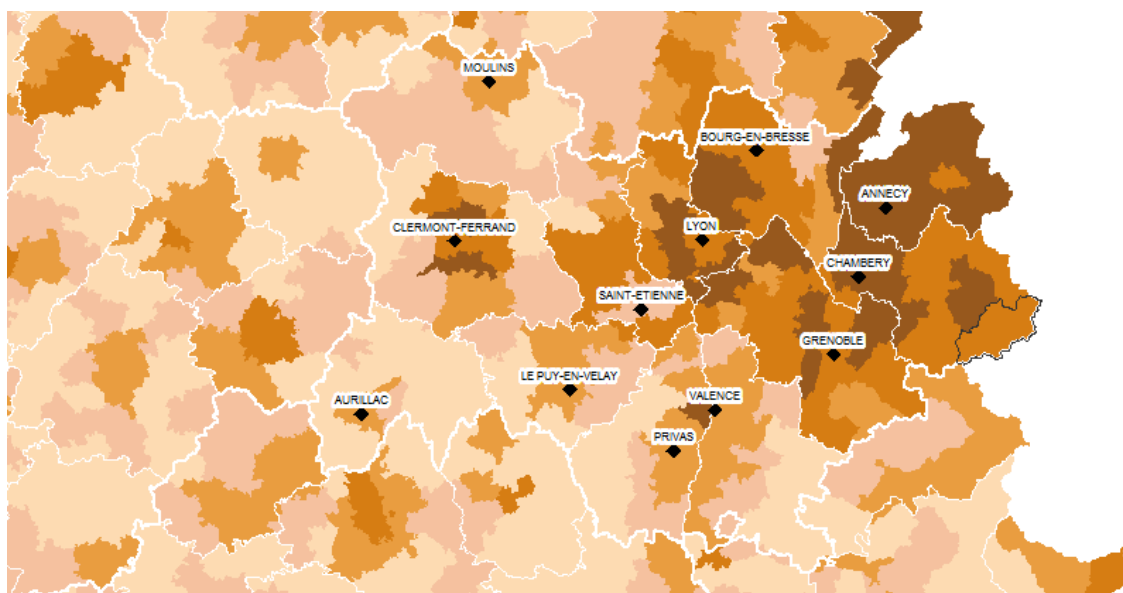 MOULINS
BOURG-EN-BRESSE
ANNECY
CLERMONT-FERRAND
LYON
CHAMBERY
SAINT-ETIENNE
GRENOBLE
LE PUY-EN-VELAY
AURILLAC
VALENCE
PRIVAS